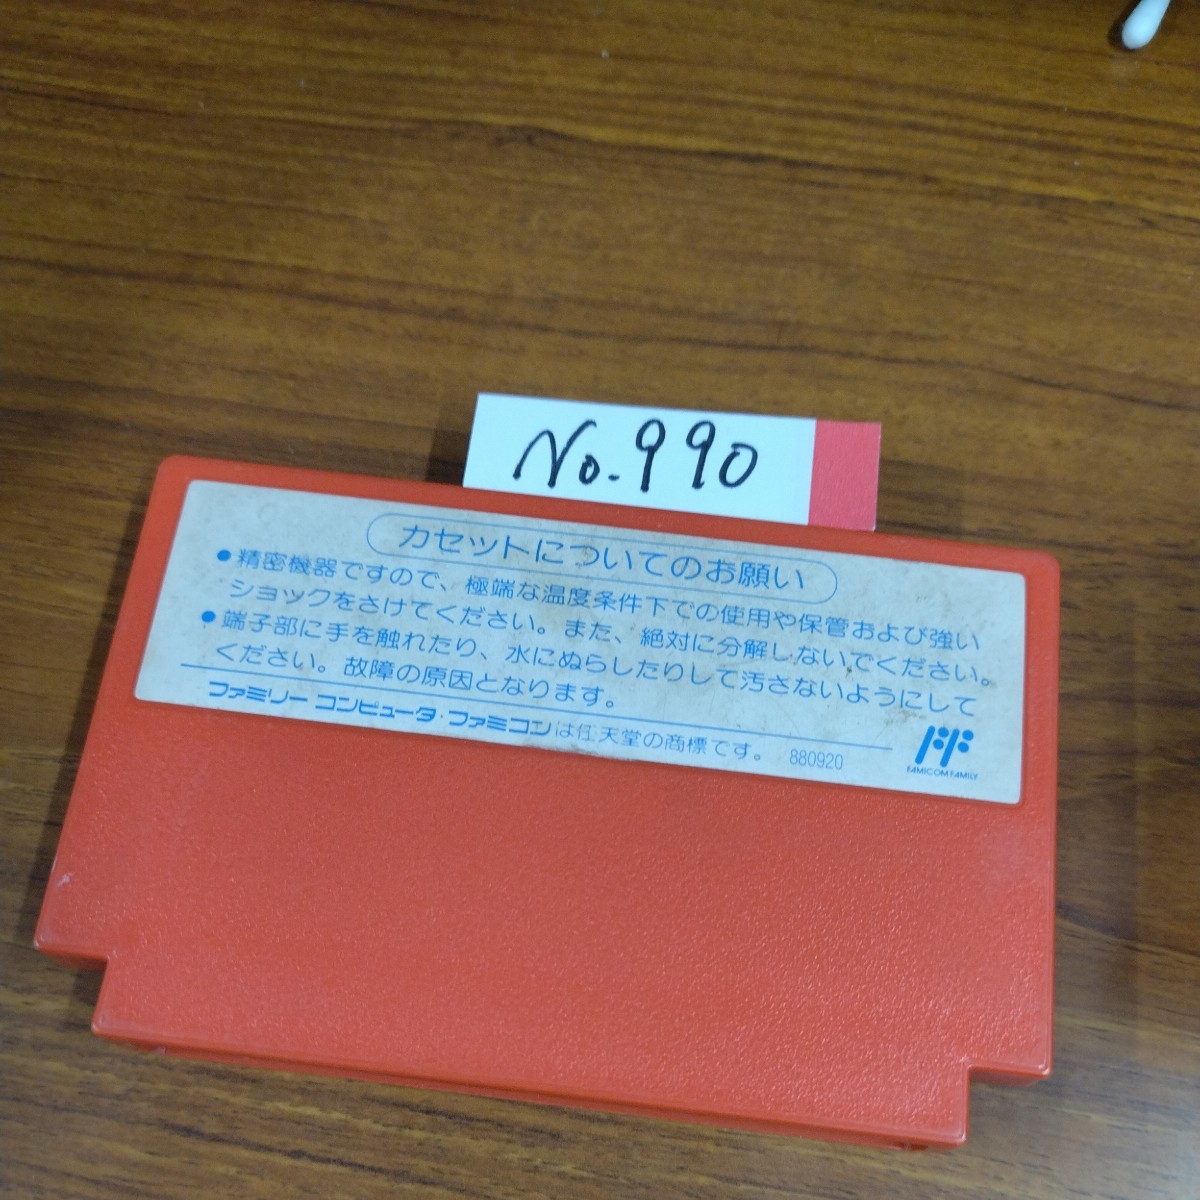 No.990
カセットについてのお願い
●精密機器ですので、極端な温度条件下での使用や保管および強い
ショックをさけてください。また、絶対に分解しないでください。
●端子部に手を触れたり、水にぬらしたりして汚さないようにして
ください。故障の原因となります。
ファミリーコンピュータ・ファミコンは任天堂の商標です。 880920
FAMICOM FAMILY